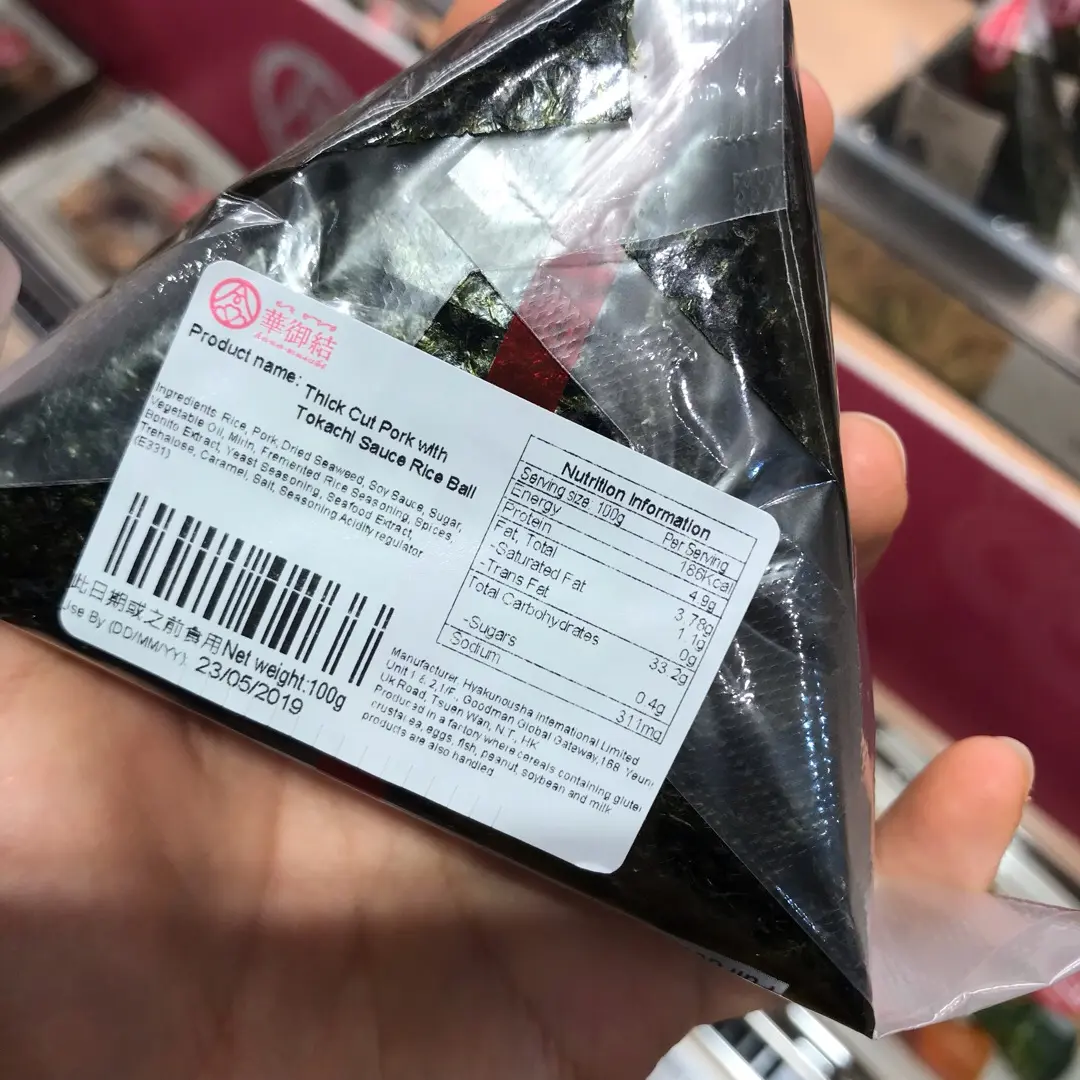 華御結
Product name: Thick Cut Pork with
Tokachi Sauce Rice Ball
Ingredients: Rice, Pork, Dried Seaweed, Soy Sauce, Sugar,
Vegetable Oil, Mirin, Fremented Rice Seasoning, Spices,
Bonito Extract, Yeast Seasoning, Seafood Extract,
Trehalose, Caramel, Salt, Seasoning Acidity regulator
(E331)
Nutrition Information
Serving size: 100g
Per Serving
Energy 186Kcal
Protein 4.9g
Fat, Total 3.78g
-Saturated Fat 1.1g
-Trans Fat 0g
Total Carbohydrates 33.2g
-Sugars 0.4g
Sodium 311mg
此日期或之前食用 Net weight:100g
Use By (DD/MM/YY): 23/05/2019
Manufacturer: Hyakunousha International Limited
Unit 1 & 2, 1/F., Goodman Global Gateway, 168 Yeun
Uk Road, Tsuen Wan, N.T., HK
Produced in a factory where cereals containing glute
crustacea, eggs, fish, peanut, soybean and milk
products are also handled